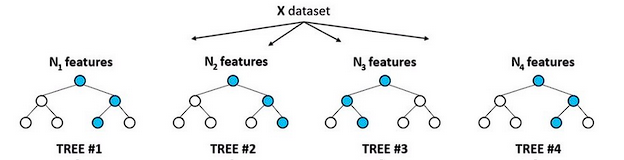 X dataset
N₁ features
N₂ features
N₃ features
N₄ features
TREE #1
TREE #2
TREE #3
TREE #4